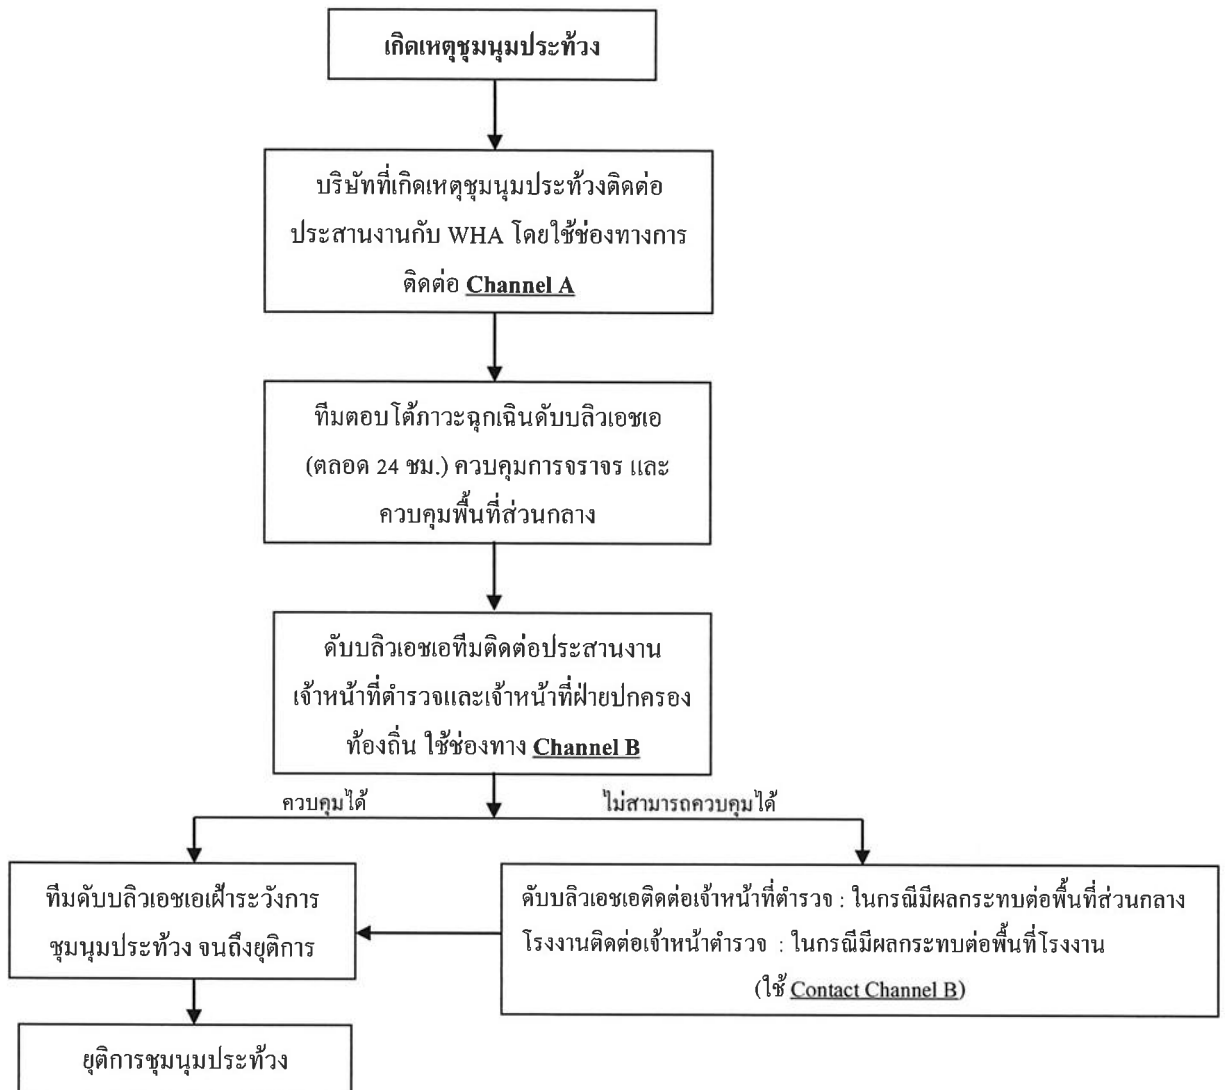 เกิดเหตุชุมนุมประท้วง
บริษัทที่เกิดเหตุชุมนุมประท้วงติดต่อ
ประสานงานกับ WHA โดยใช้ช่องทางการ
ติดต่อ Channel A
ทีมตอบโต้ภาวะฉุกเฉินดับบลิวเอชเอ
(ตลอด 24 ชม.) ควบคุมการจราจร และ
ควบคุมพื้นที่ส่วนกลาง
ดับบลิวเอชเอทีมติดต่อประสานงาน
เจ้าหน้าที่ตำรวจและเจ้าหน้าที่ฝ่ายปกครอง
ท้องถิ่น ใช้ช่องทาง Channel B
ควบคุมได้
ไม่สามารถควบคุมได้
ทีมดับบลิวเอชเอเฝ้าระวังการ
ชุมนุมประท้วง จนถึงยุติการ
ดับบลิวเอชเอติดต่อเจ้าหน้าที่ตำรวจ : ในกรณีมีผลกระทบต่อพื้นที่ส่วนกลาง
โรงงานติดต่อเจ้าหน้าตำรวจ : ในกรณีมีผลกระทบต่อพื้นที่โรงงาน
(ใช้ Contact Channel B)
ยุติการชุมนุมประท้วง